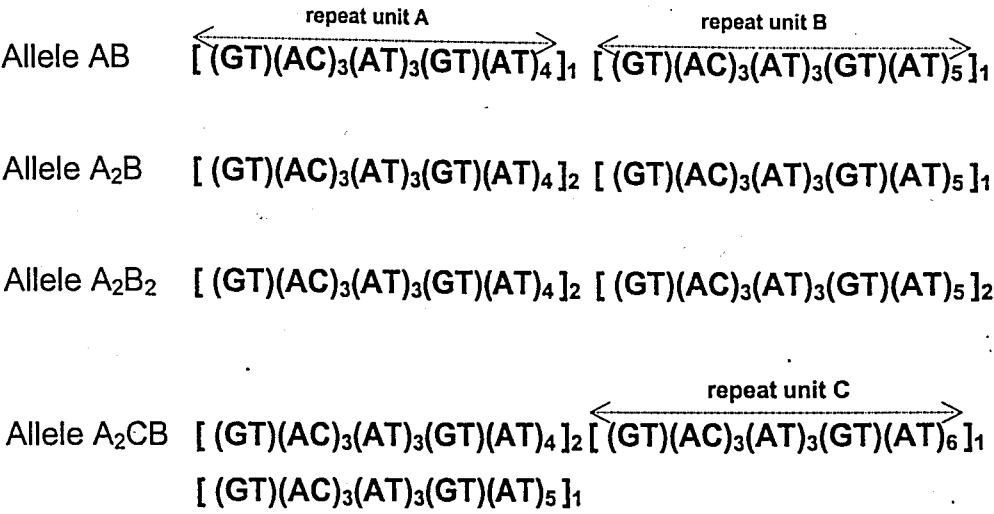 repeat unit A repeat unit B
Allele AB [ (GT)(AC)₃(AT)₃(GT)(AT)₄]₁ [ (GT)(AC)₃(AT)₃(GT)(AT)₅]₁
Allele A₂B [ (GT)(AC)₃(AT)₃(GT)(AT)₄]₂ [ (GT)(AC)₃(AT)₃(GT)(AT)₅]₁
Allele A₂B₂ [ (GT)(AC)₃(AT)₃(GT)(AT)₄]₂ [ (GT)(AC)₃(AT)₃(GT)(AT)₅]₂
repeat unit C
Allele A₂CB [ (GT)(AC)₃(AT)₃(GT)(AT)₄]₂[ (GT)(AC)₃(AT)₃(GT)(AT)₆]₁
[ (GT)(AC)₃(AT)₃(GT)(AT)₅]₁